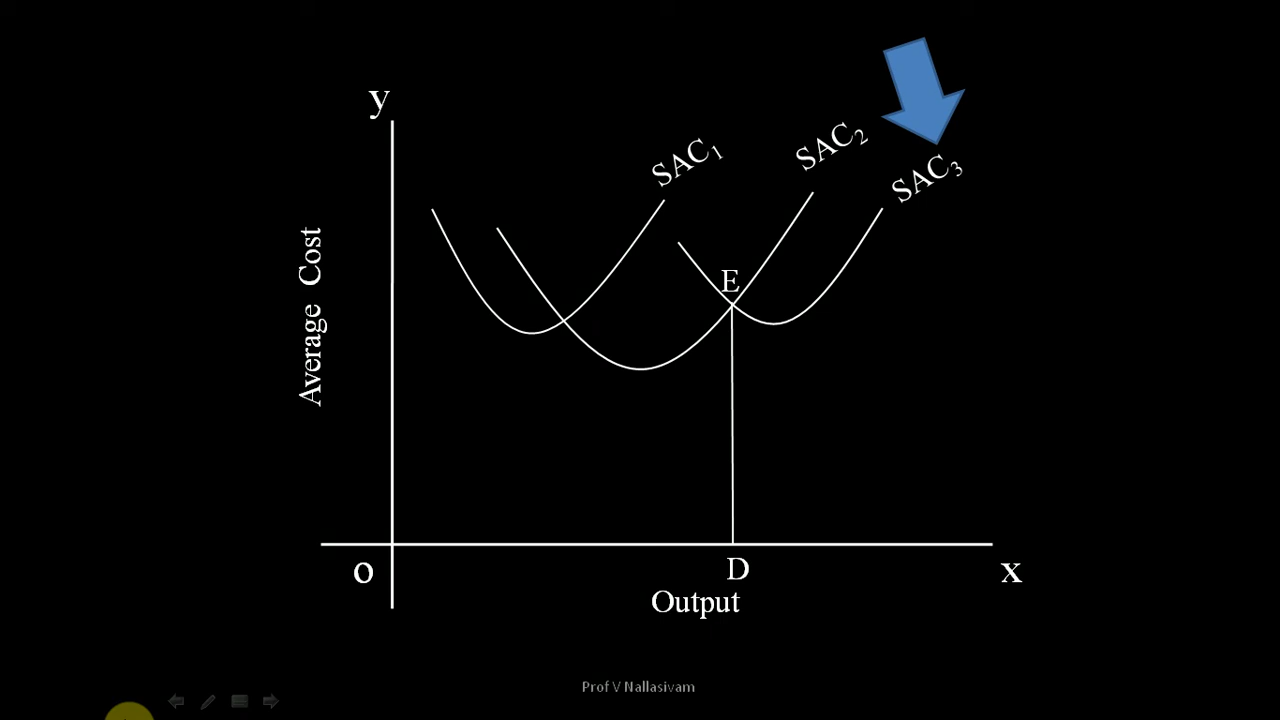 y
SAC₁
SAC₂
SAC₃
Average Cost
E
o
D
x
Output
Prof V Nallasivam